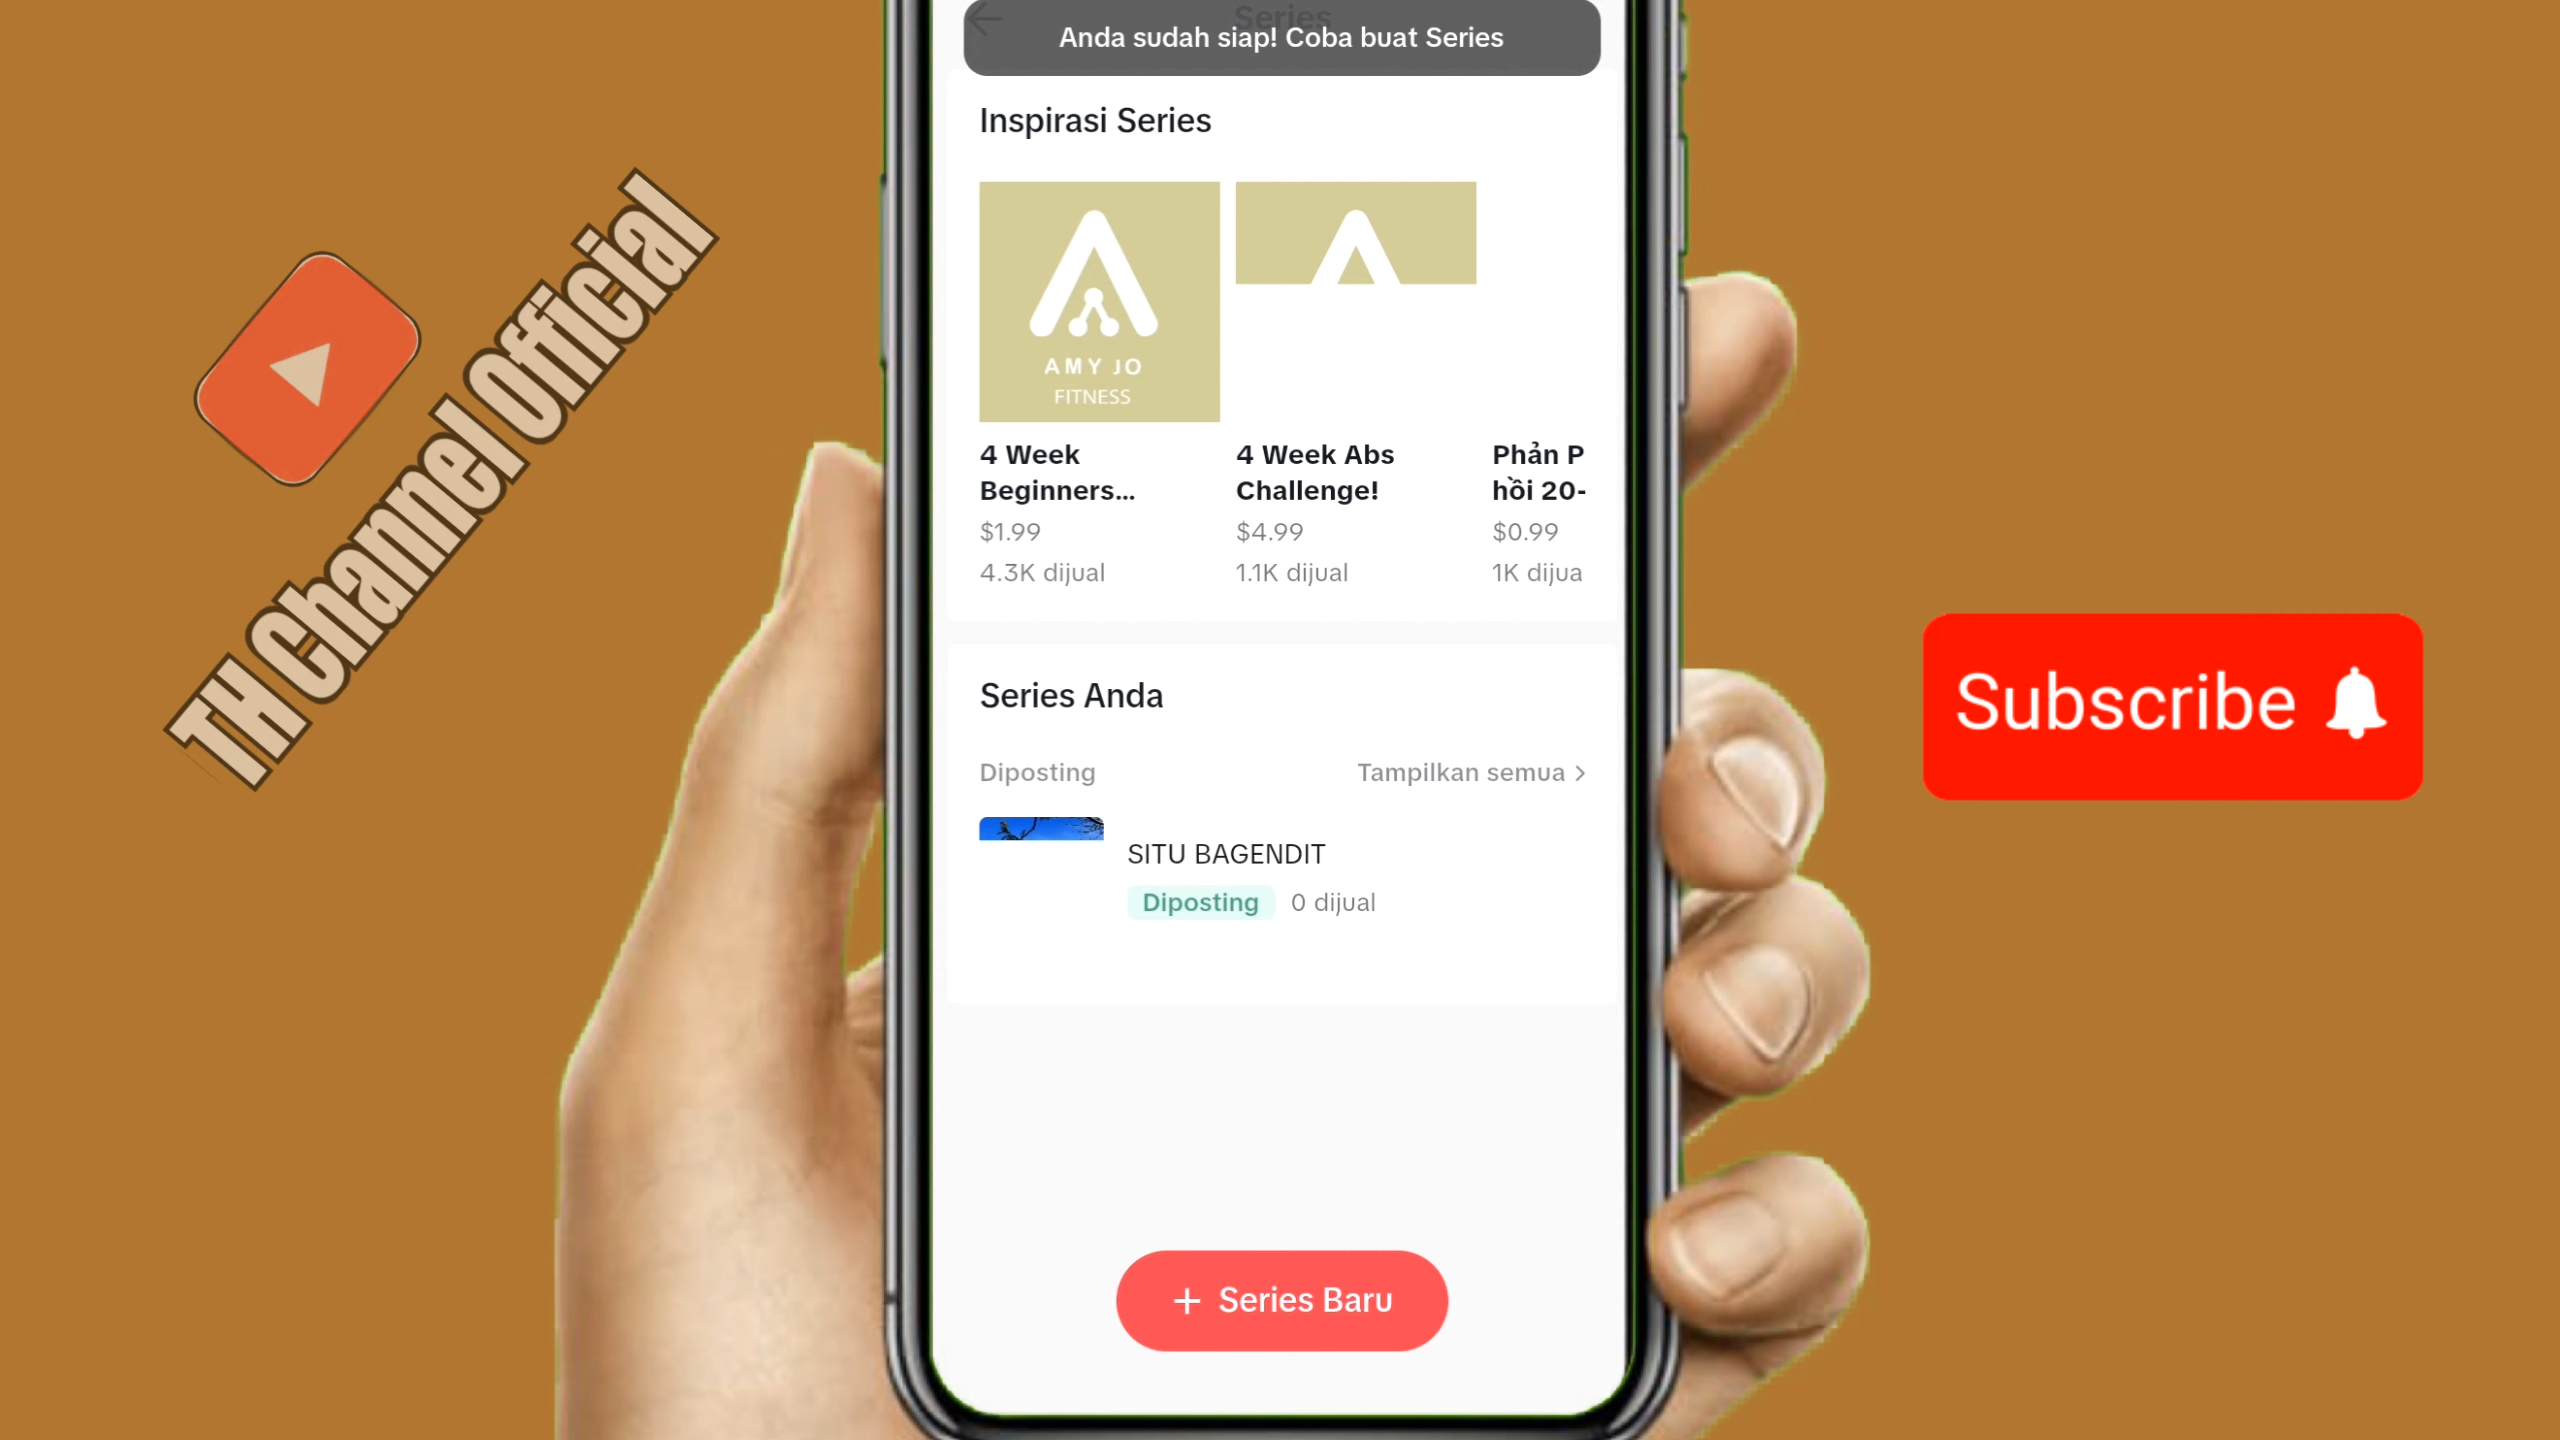 Series
Anda sudah siap! Coba buat Series
Inspirasi Series
AMY JO
FITNESS
4 Week
Beginners...
$1.99
4.3K dijual
4 Week Abs
Challenge!
$4.99
1.1K dijual
Phản P
hồi 20-
$0.99
1K dijua
Series Anda
Diposting
Tampilkan semua >
SITU BAGENDIT
Diposting
0 dijual
+ Series Baru
TH Channel Official
Subscribe